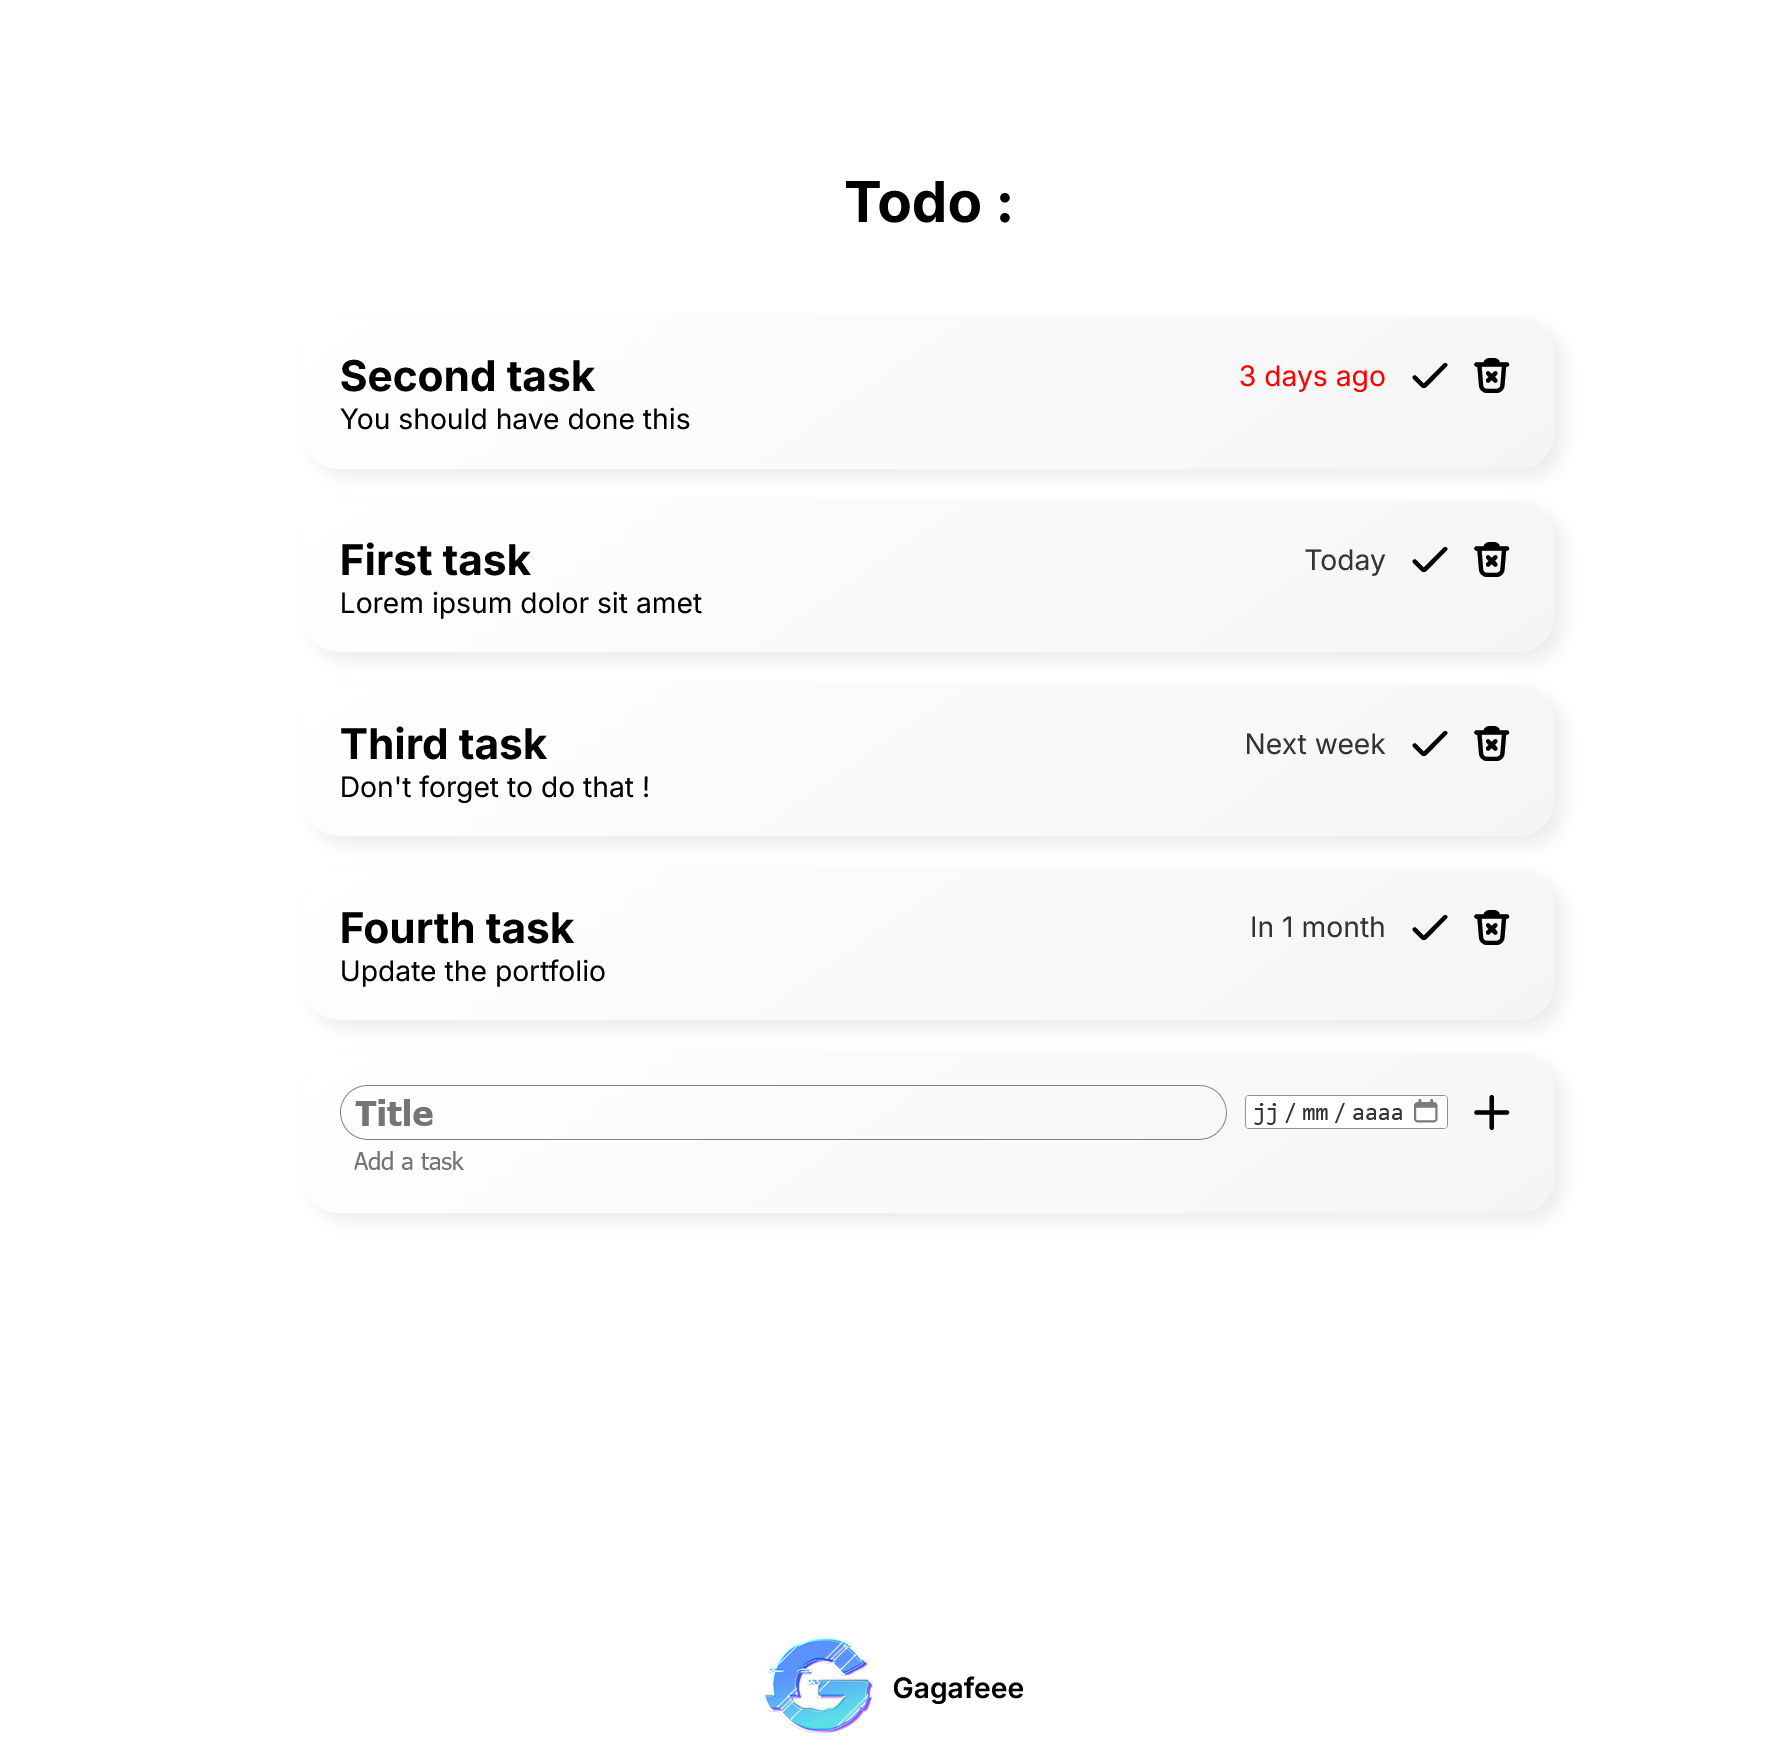 Todo :
Second task
3 days ago
You should have done this
First task
Today
Lorem ipsum dolor sit amet
Third task
Next week
Don't forget to do that !
Fourth task
In 1 month
Update the portfolio
Title
jj / mm / aaaa
Add a task
Gagafeee